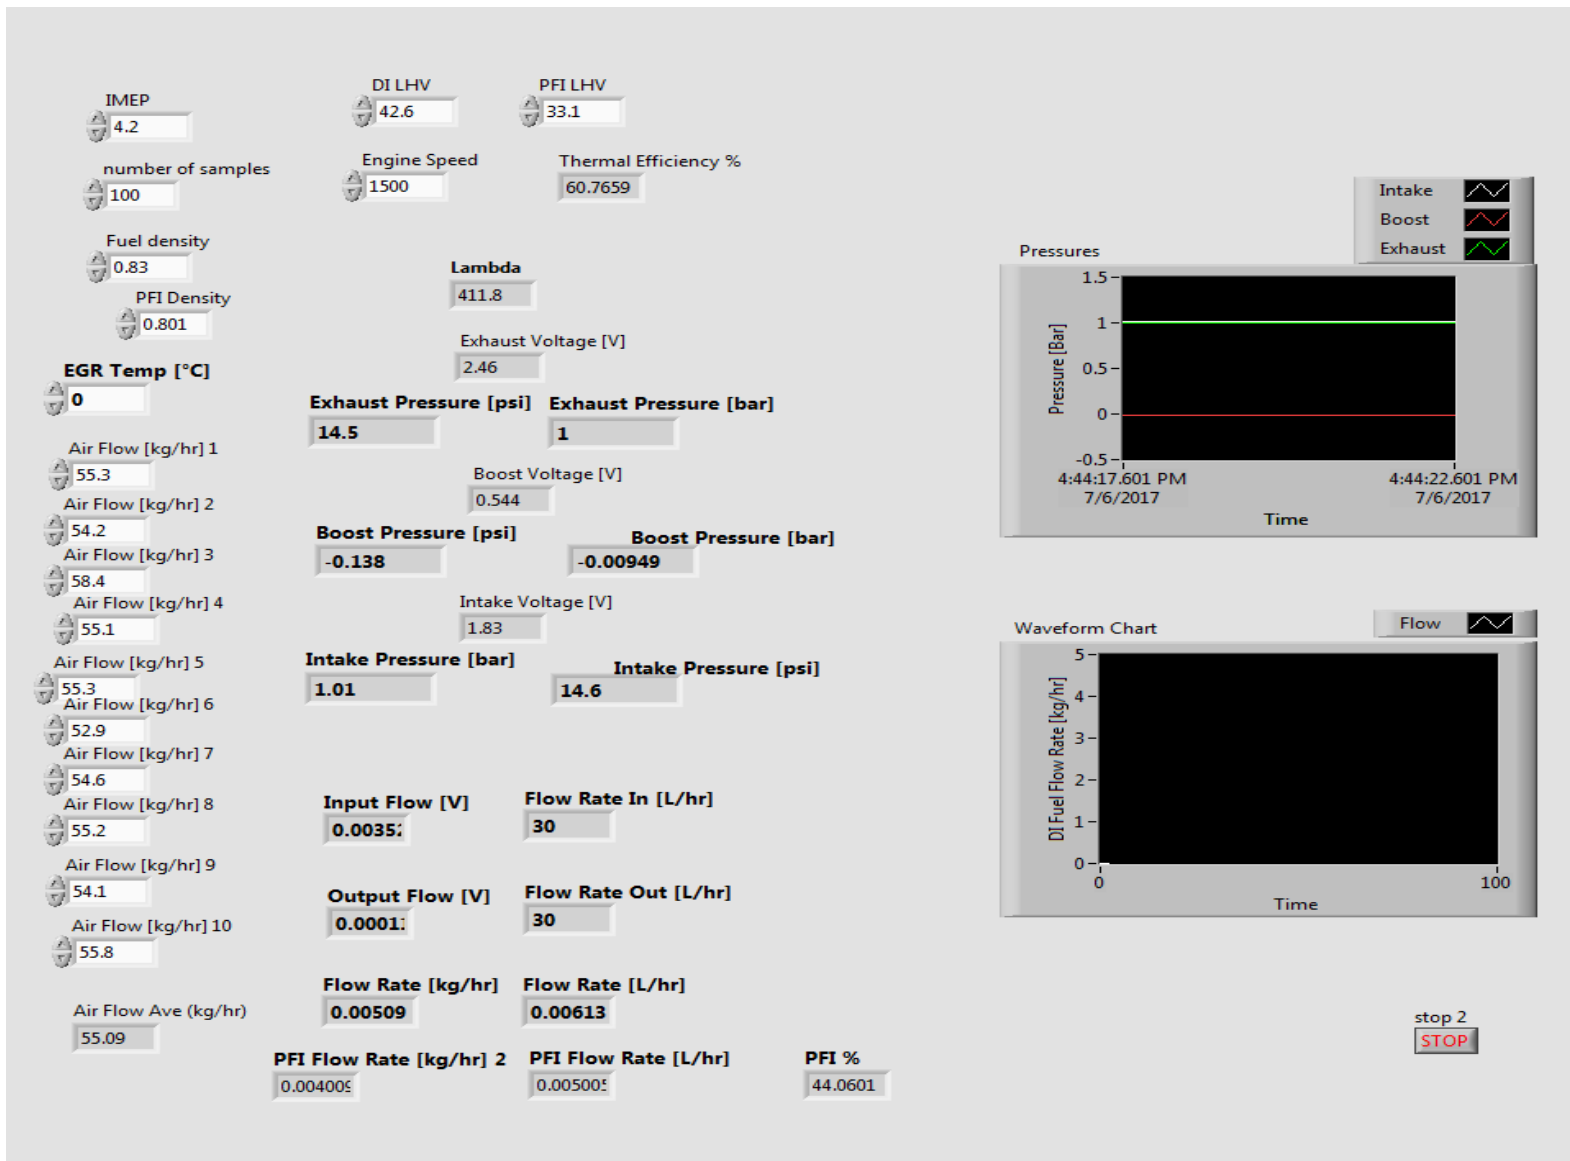 IMEP
4.2
DI LHV
42.6
PFI LHV
33.1
number of samples
100
Engine Speed
1500
Thermal Efficiency %
60.7659
Fuel density
0.83
PFI Density
0.801
Lambda
411.8
Exhaust Voltage [V]
2.46
EGR Temp [°C]
0
Exhaust Pressure [psi]
14.5
Exhaust Pressure [bar]
1
Air Flow [kg/hr] 1
55.3
Air Flow [kg/hr] 2
54.2
Air Flow [kg/hr] 3
58.4
Air Flow [kg/hr] 4
55.1
Air Flow [kg/hr] 5
55.3
Air Flow [kg/hr] 6
52.9
Air Flow [kg/hr] 7
54.6
Air Flow [kg/hr] 8
55.2
Air Flow [kg/hr] 9
54.1
Air Flow [kg/hr] 10
55.8
Air Flow Ave (kg/hr)
55.09
Boost Voltage [V]
0.544
Boost Pressure [psi]
-0.138
Boost Pressure [bar]
-0.00949
Intake Voltage [V]
1.83
Intake Pressure [bar]
1.01
Intake Pressure [psi]
14.6
Input Flow [V]
0.00352
Flow Rate In [L/hr]
30
Output Flow [V]
0.0001
Flow Rate Out [L/hr]
30
Flow Rate [kg/hr]
0.00509
Flow Rate [L/hr]
0.00613
PFI Flow Rate [kg/hr] 2
0.004009
PFI Flow Rate [L/hr]
0.005005
PFI %
44.0601
Intake
Boost
Exhaust
Pressures
Pressure [Bar]
1.5
1
0.5
0
-0.5
4:44:17.601 PM
7/6/2017
4:44:22.601 PM
7/6/2017
Time
Waveform Chart
Flow
DI Fuel Flow Rate [kg/hr]
5
4
3
2
1
0
0
100
Time
stop 2
STOP